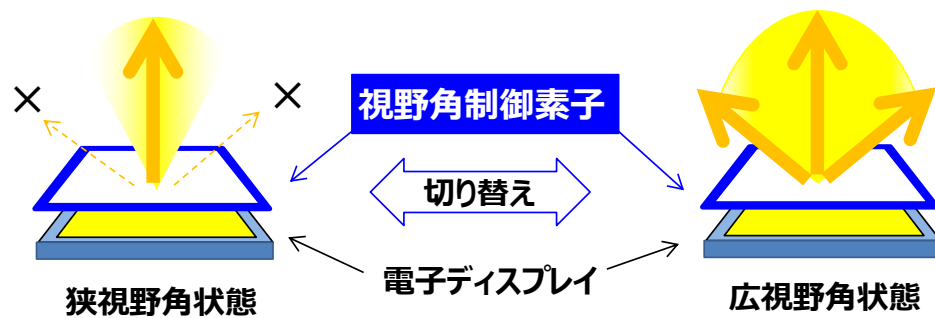 ×
×
視野角制御素子
切り替え
電子ディスプレイ
狭視野角状態
広視野角状態